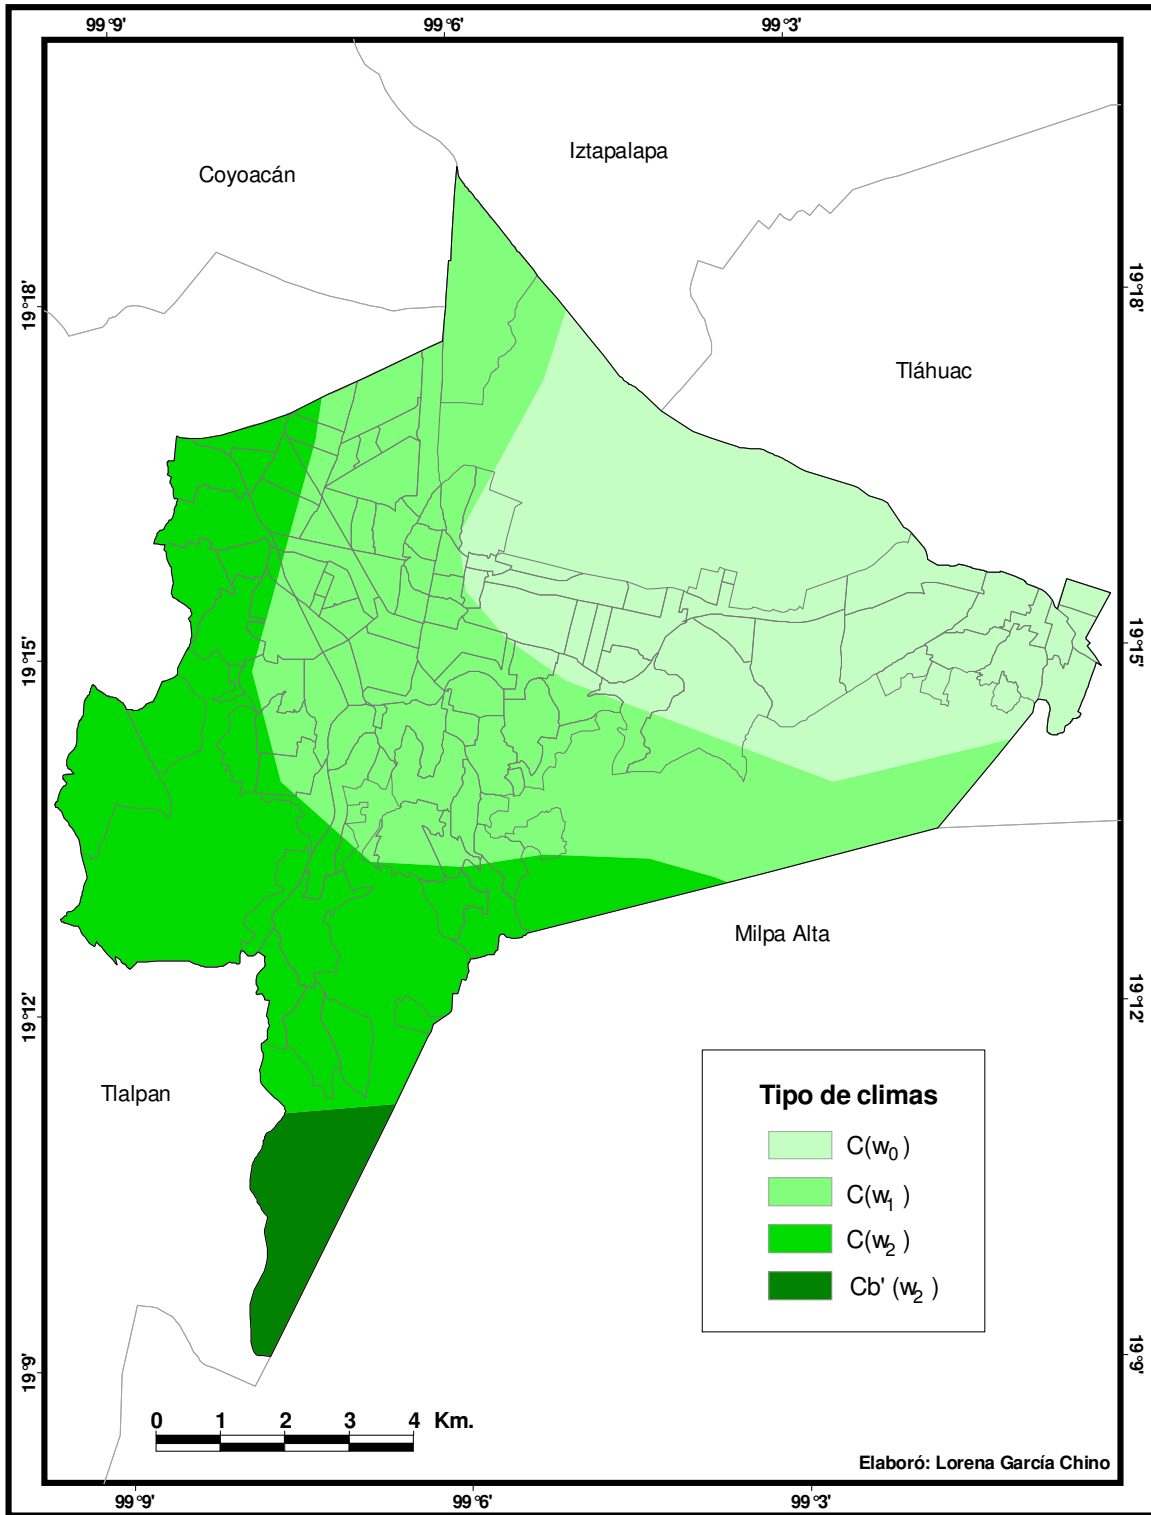 99°9' 99°6' 99°3'
Iztapalapa
Coyoacán
19°18' 19°18'
Tláhuac
19°15' 19°15'
Milpa Alta
19°12' 19°12'
Tlalpan
Tipo de climas
C(w0 )
C(w1 )
C(w2 )
Cb' (w2 )
19°9' 19°9'
0 1 2 3 4 Km.
Elaboró: Lorena García Chino
99°9' 99°6' 99°3'